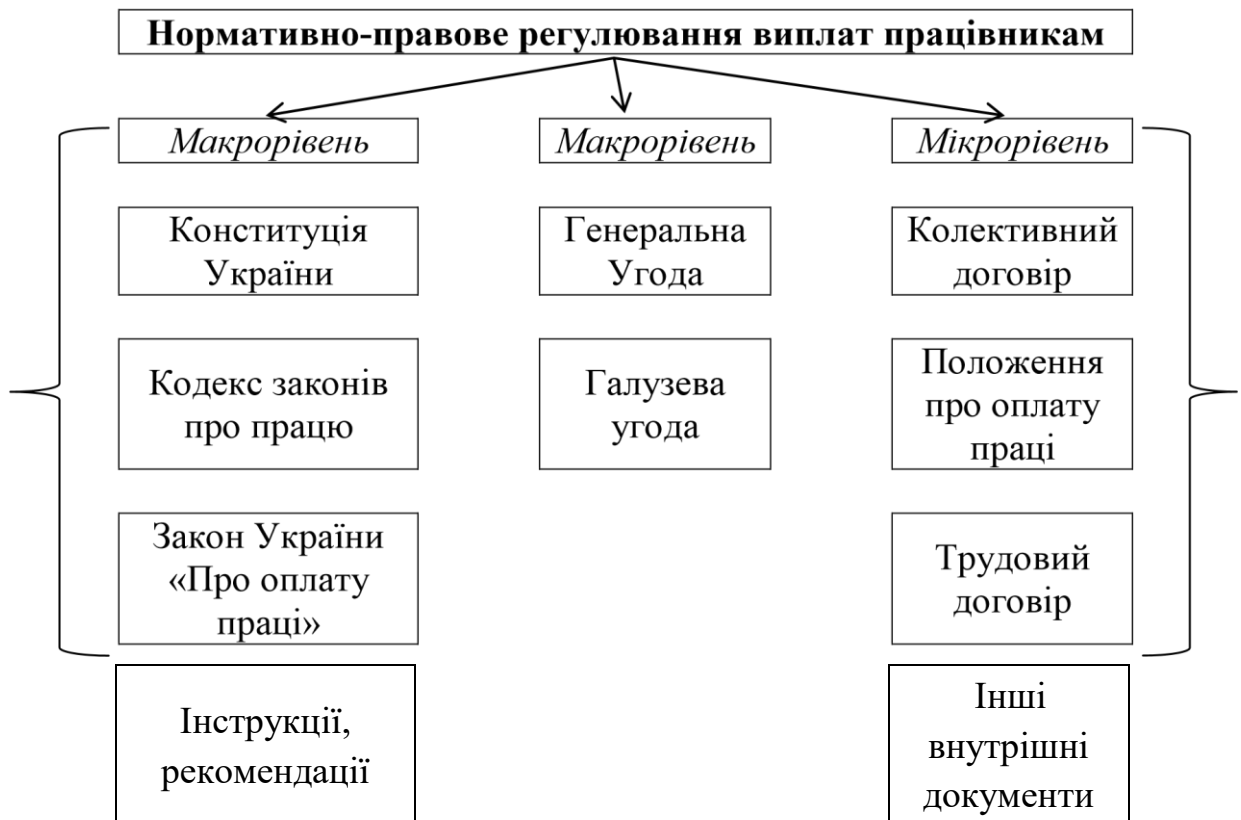 Нормативно-правове регулювання виплат працівникам
Макрорівень
Макрорівень
Мікрорівень
Конституція
України
Генеральна
Угода
Колективний
договір
Кодекс законів
про працю
Галузева
угода
Положення
про оплату
праці
Закон України
«Про оплату
праці»
Трудовий
договір
Інструкції,
рекомендації
Інші
внутрішні
документи